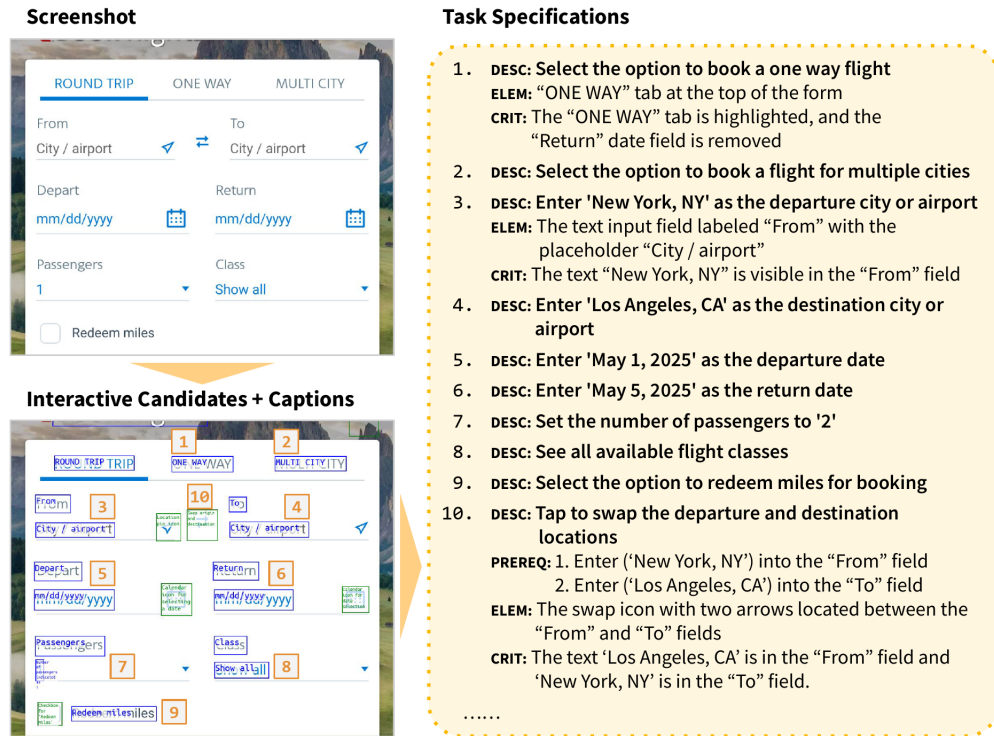 Screenshot
ROUND TRIP ONE WAY MULTI CITY
From To
City / airport City / airport
Depart Return
mm/dd/yyyy mm/dd/yyyy
Passengers Class
1 Show all
Redeem miles
Interactive Candidates + Captions
1 2
ROUND TRIP TRIP ONE WAY WAY MULTI CITY CITY
10
From 3 To 4
City / airport City / airport
Depart 5 Return 6
mm/dd/yyyy mm/dd/yyyy
Passengers Class
7 Show all 8
Redeem miles 9
Task Specifications
1. DESC: Select the option to book a one way flight
ELEM: “ONE WAY” tab at the top of the form
CRIT: The “ONE WAY” tab is highlighted, and the
“Return” date field is removed
2. DESC: Select the option to book a flight for multiple cities
3. DESC: Enter 'New York, NY' as the departure city or airport
ELEM: The text input field labeled “From” with the
placeholder “City / airport”
CRIT: The text “New York, NY” is visible in the “From” field
4. DESC: Enter 'Los Angeles, CA' as the destination city or
airport
5. DESC: Enter 'May 1, 2025' as the departure date
6. DESC: Enter 'May 5, 2025' as the return date
7. DESC: Set the number of passengers to '2'
8. DESC: See all available flight classes
9. DESC: Select the option to redeem miles for booking
10. DESC: Tap to swap the departure and destination
locations
PREREQ: 1. Enter (‘New York, NY’) into the “From” field
2. Enter (‘Los Angeles, CA’) into the “To” field
ELEM: The swap icon with two arrows located between the
“From” and “To” fields
CRIT: The text ‘Los Angeles, CA’ is in the “From” field and
‘New York, NY’ is in the “To” field.
......